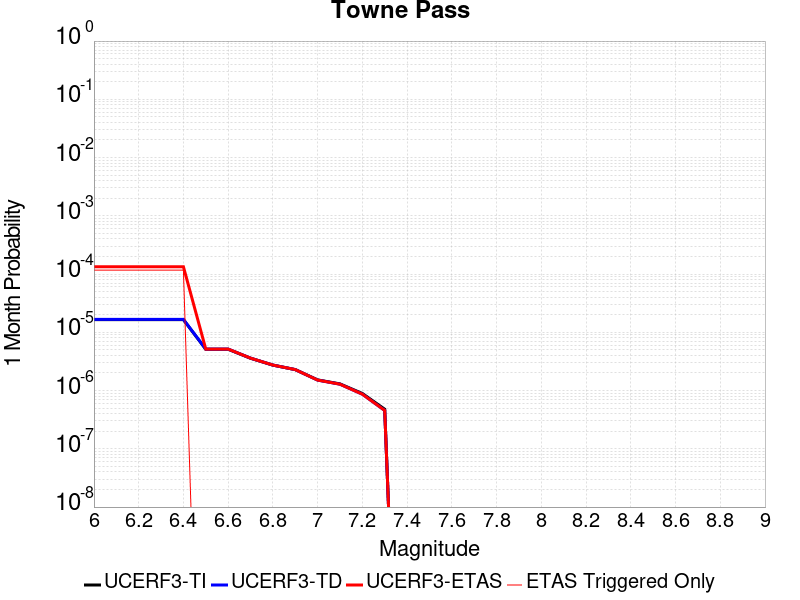 Towne Pass
1 Month Probability
10^0
10^-1
10^-2
10^-3
10^-4
10^-5
10^-6
10^-7
10^-8
6 6.2 6.4 6.6 6.8 7 7.2 7.4 7.6 7.8 8 8.2 8.4 8.6 8.8 9
Magnitude
UCERF3-TI UCERF3-TD UCERF3-ETAS ETAS Triggered Only